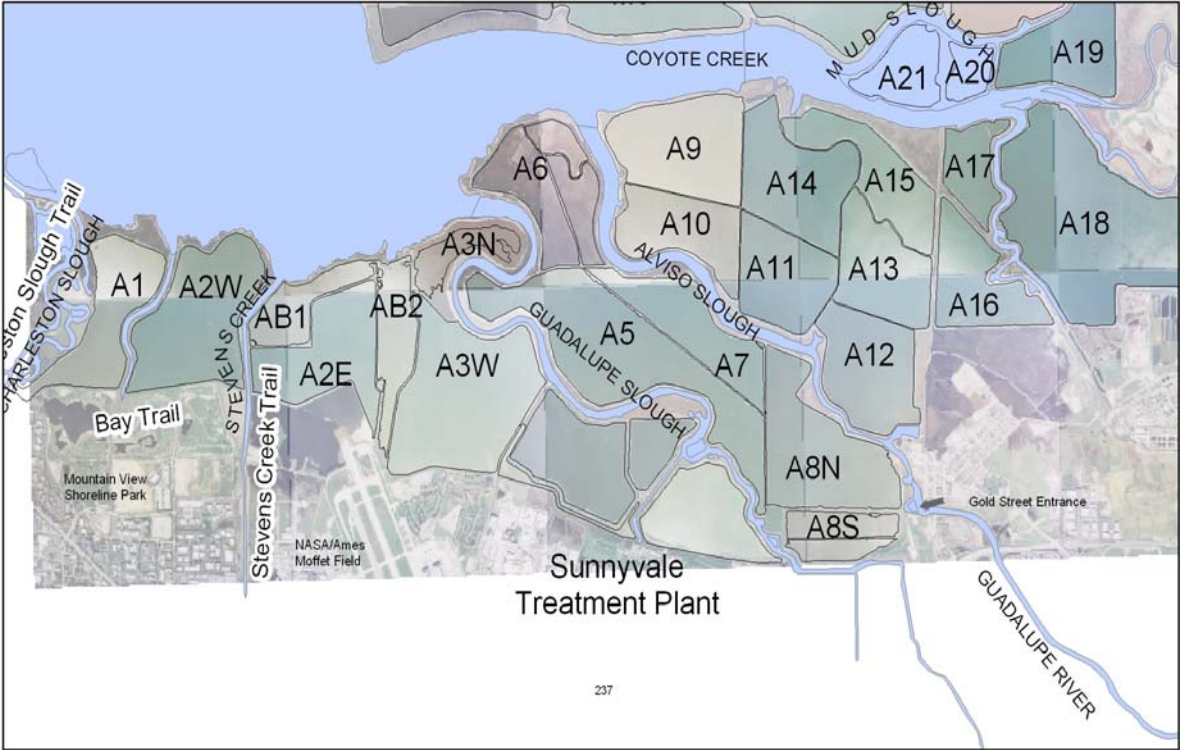 COYOTE CREEK
MUD SLOUGH
A21
A20
A19
A9
A6
A14
A15
A17
A18
A10
A3N
A1
A2W
AB1
AB2
ALVISO SLOUGH
A11
A13
A16
CHARLESTON SLOUGH
Slough Trail
STEVENS CREEK
GUADALUPE SLOUGH
A5
A7
A12
A2E
A3W
Bay Trail
Stevens Creek Trail
A8N
Mountain View
Shoreline Park
Gold Street Entrance
A8S
NASA/Ames
Moffet Field
Sunnyvale
Treatment Plant
GUADALUPE RIVER
237